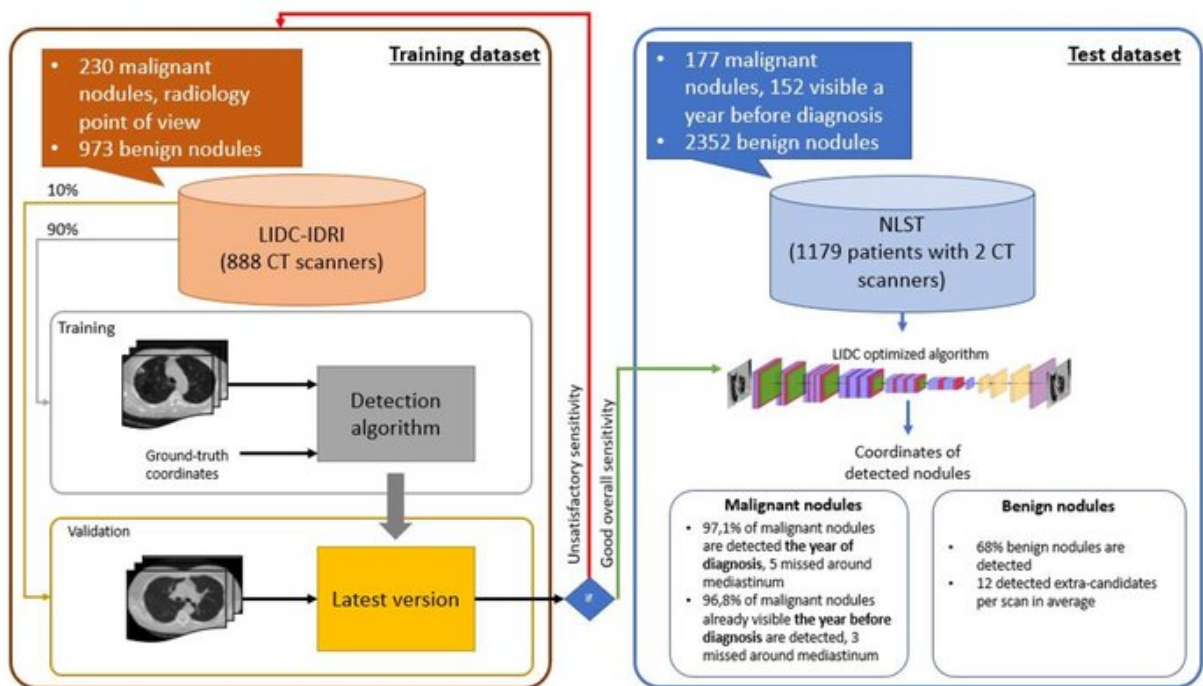 Training dataset
• 230 malignant
nodules, radiology
point of view
• 973 benign nodules
10%
90%
LIDC-IDRI
(888 CT scanners)
Training
Detection
algorithm
Ground-truth
coordinates
Validation
Latest version
Unsatisfactory sensitivity
Good overall sensitivity
If
Test dataset
• 177 malignant
nodules, 152 visible a
year before diagnosis
• 2352 benign nodules
NLST
(1179 patients with 2 CT
scanners)
LIDC optimized algorithm
Coordinates of
detected nodules
Malignant nodules
• 97,1% of malignant nodules
are detected the year of
diagnosis, 5 missed around
mediastinum
• 96,8% of malignant nodules
already visible the year before
diagnosis are detected, 3
missed around mediastinum
Benign nodules
• 68% benign nodules are
detected
• 12 detected extra-candidates
per scan in average